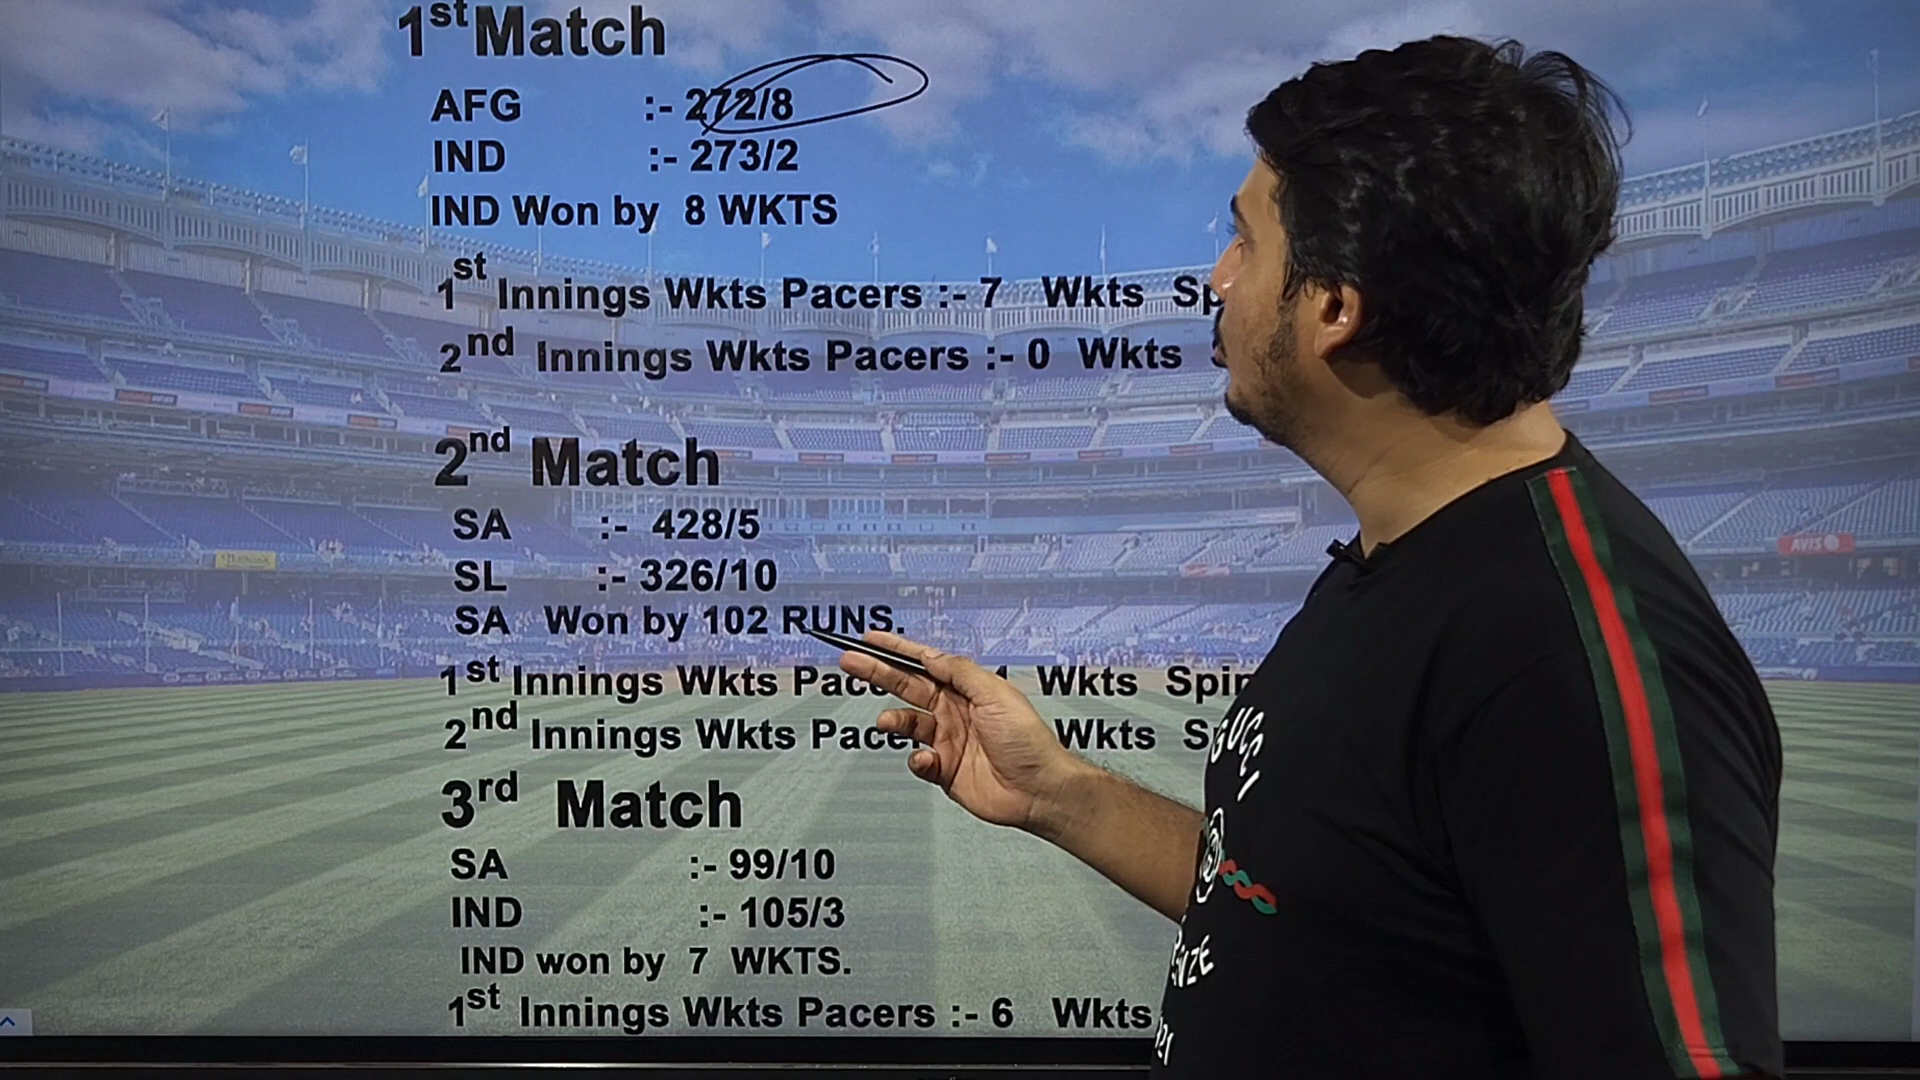 1st Match
AFG :- 272/8
IND :- 273/2
IND Won by 8 WKTS
1st Innings Wkts Pacers :- 7 Wkts
2nd Innings Wkts Pacers :- 0 Wkts
2nd Match
SA :- 428/5
SL :- 326/10
SA Won by 102 RUNS.
1st Innings Wkts Wkts
2nd Innings Wkts Wkts
3rd Match
SA :- 99/10
IND :- 105/3
IND won by 7 WKTS.
1st Innings Wkts Pacers :- 6 Wkts
AVIS
GUCCI